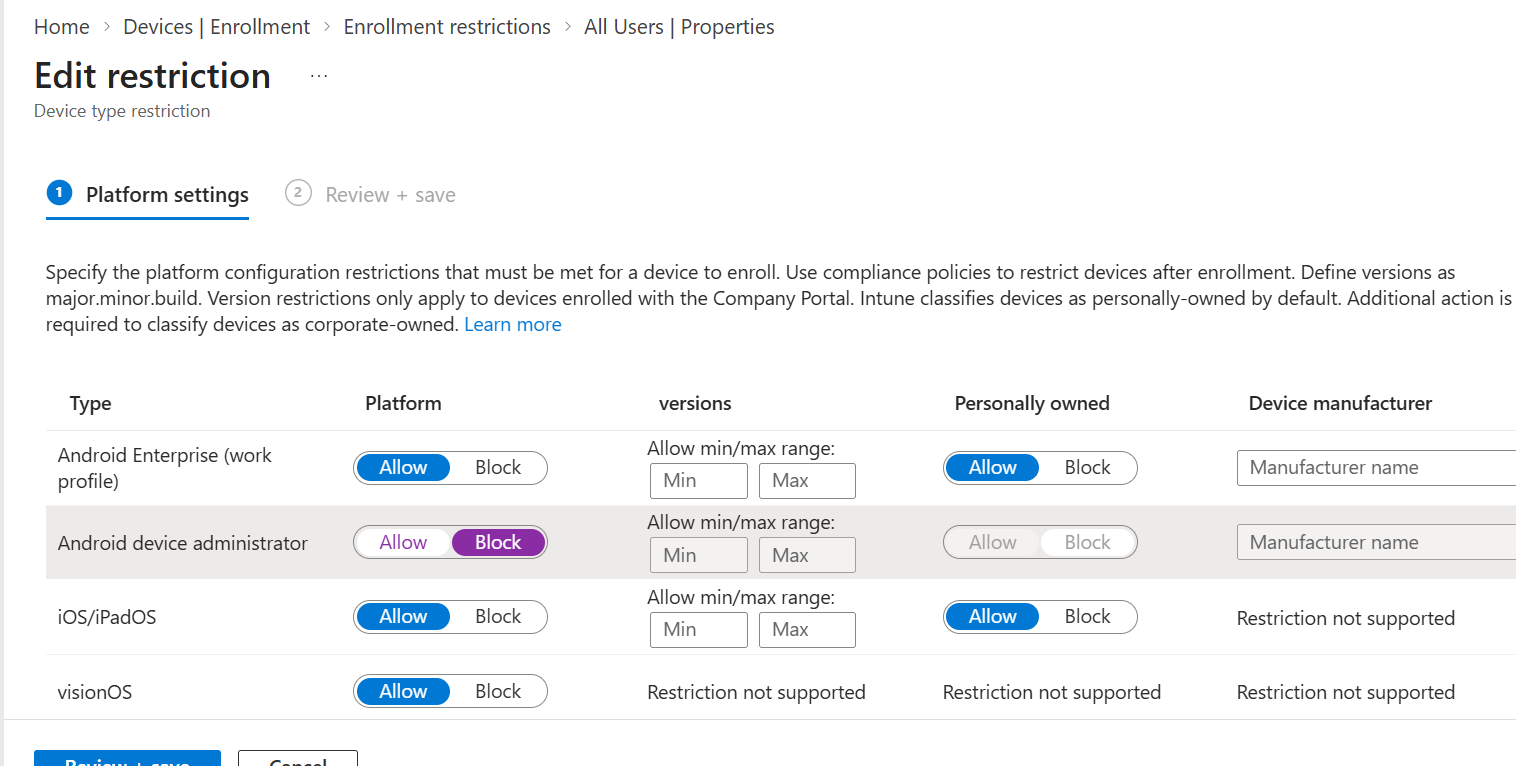 Home > Devices | Enrollment > Enrollment restrictions > All Users | Properties
Edit restriction ...
Device type restriction
1 Platform settings 2 Review + save
Specify the platform configuration restrictions that must be met for a device to enroll. Use compliance policies to restrict devices after enrollment. Define versions as
major.minor.build. Version restrictions only apply to devices enrolled with the Company Portal. Intune classifies devices as personally-owned by default. Additional action is
required to classify devices as corporate-owned. Learn more
Type Platform versions Personally owned Device manufacturer
Android Enterprise (work
profile)
Allow Block
Allow min/max range:
Min Max
Allow Block
Manufacturer name
Android device administrator
Allow Block
Allow min/max range:
Min Max
Allow Block
Manufacturer name
iOS/iPadOS
Allow Block
Allow min/max range:
Min Max
Allow Block
Restriction not supported
visionOS
Allow Block
Restriction not supported
Restriction not supported
Restriction not supported
Review + save Cancel